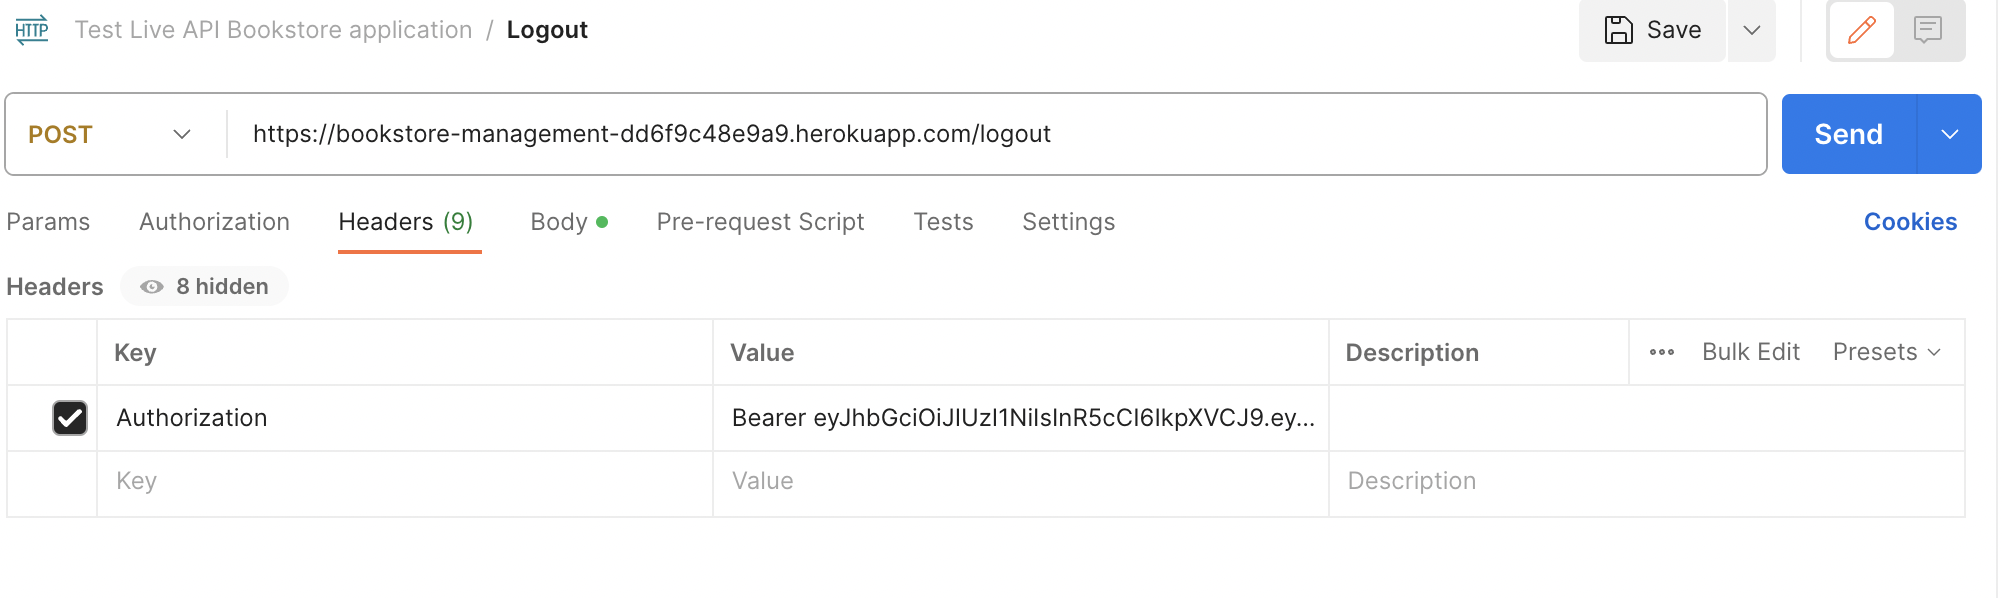 HTTP Test Live API Bookstore application / Logout Save
POST https://bookstore-management-dd6f9c48e9a9.herokuapp.com/logout Send
Params Authorization Headers (9) Body Pre-request Script Tests Settings Cookies
Headers 8 hidden
Key Value Description Bulk Edit Presets
Authorization Bearer eyJhbGciOiJIUzI1NiIsInR5cCI6IkpXVCJ9.ey...
Key Value Description